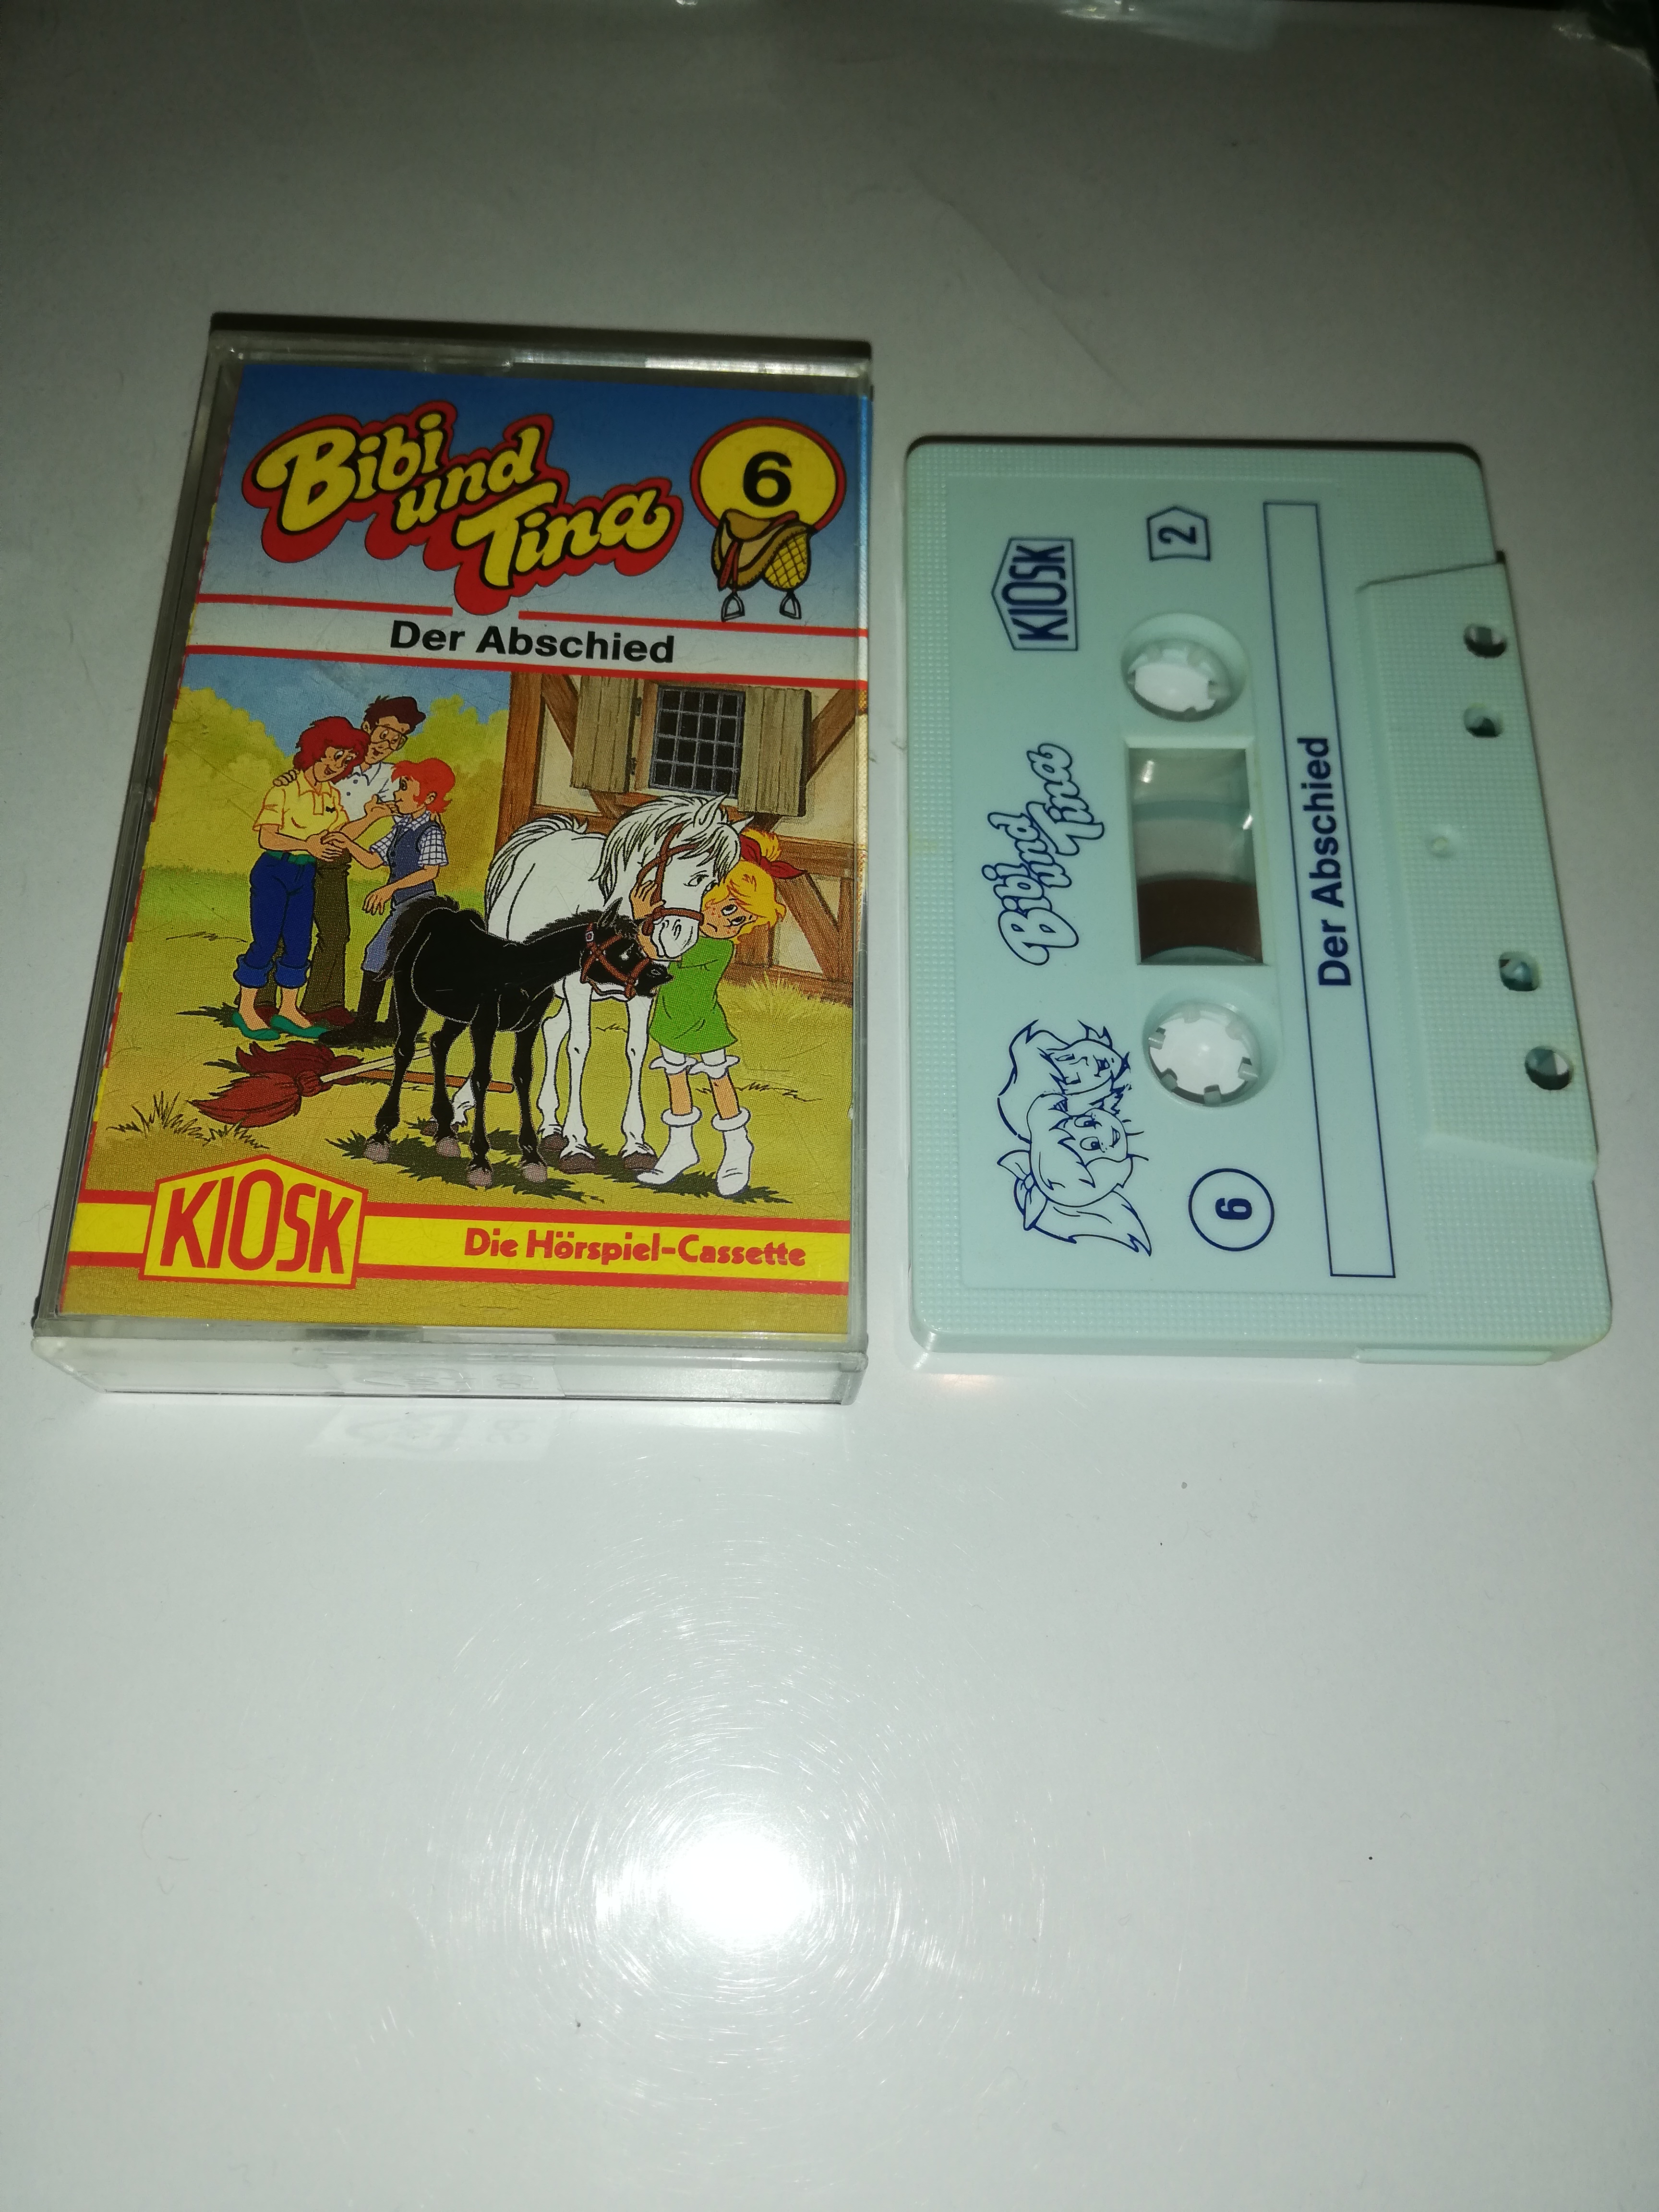 Bibi
und
Tina
6
Der Abschied
KIOSK
Die Hörspiel-Cassette
KIOSK
2
Bibi
und
Tina
6
Der Abschied